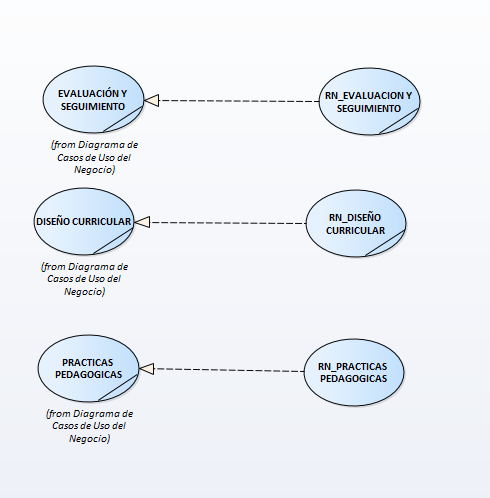 EVALUACIÓN Y
SEGUIMIENTO
(from Diagrama de
Casos de Uso del
Negocio)
RN_EVALUACION Y
SEGUIMIENTO
DISEÑO CURRICULAR
(from Diagrama de
Casos de Uso del
Negocio)
RN_DISEÑO
CURRICULAR
PRACTICAS
PEDAGOGICAS
(from Diagrama de
Casos de Uso del
Negocio)
RN_PRACTICAS
PEDAGOGICAS